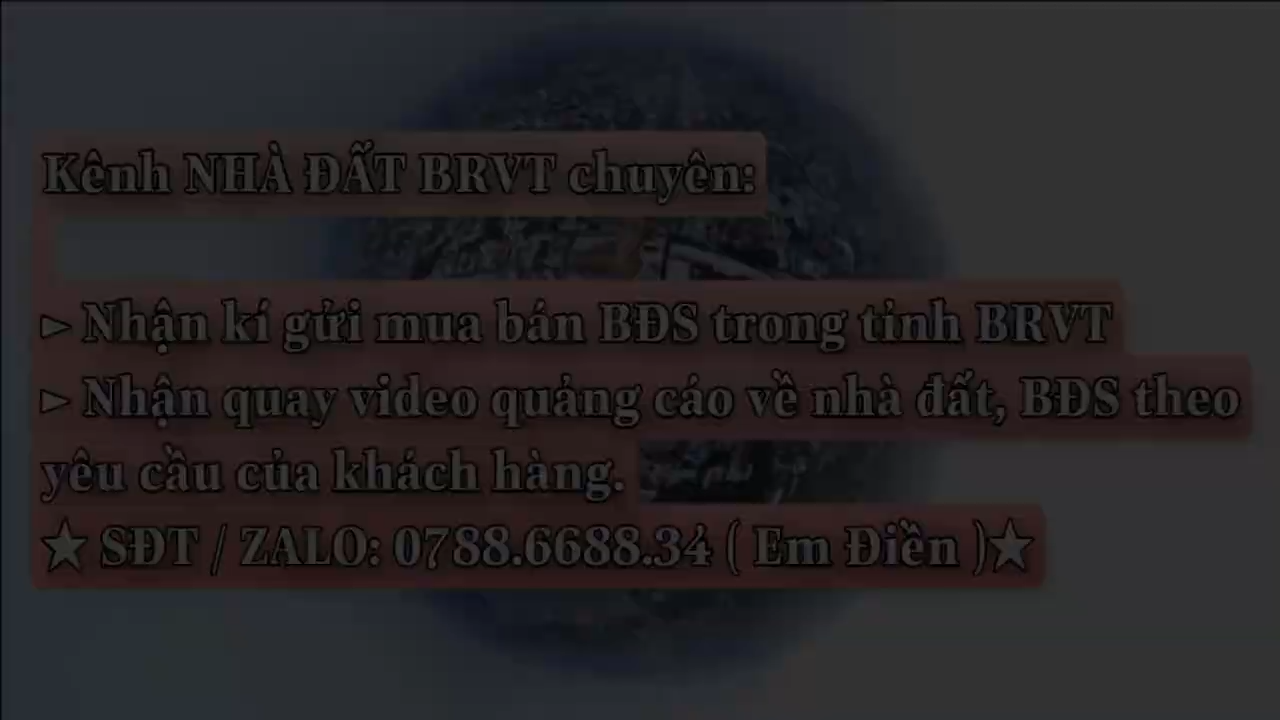 Kênh NHÀ ĐẤT BRVT chuyên:
► Nhận kí gửi mua bán BĐS trong tỉnh BRVT
► Nhận quay video quảng cáo về nhà đất, BĐS theo
yêu cầu của khách hàng.
★ SĐT / ZALO: 0788.6688.34 ( Em Điền )★